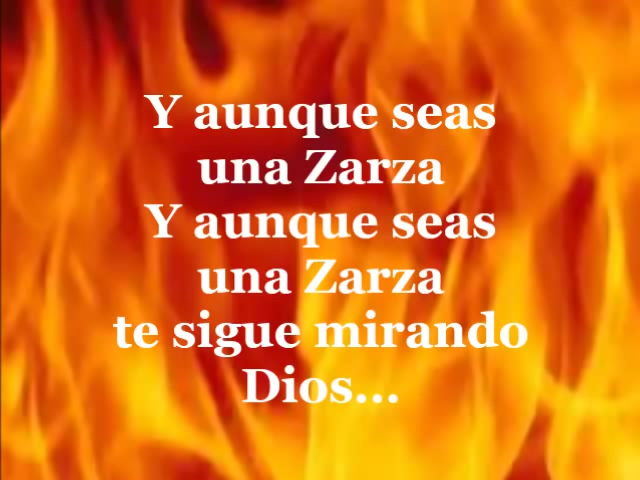 Y aunque seas
una Zarza
Y aunque seas
una Zarza
te sigue mirando
Dios...